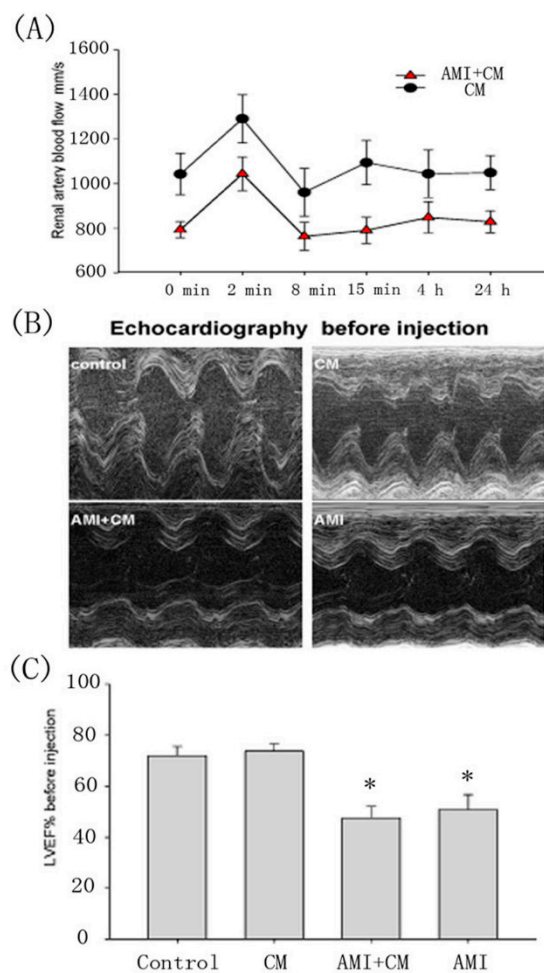 (A)
Renal artery blood flow mm/s
1600
1400
1200
1000
800
600
AMI+CM
CM
0 min 2 min 8 min 15 min 4 h 24 h
(B)
Echocardiography before injection
control
CM
AMI+CM
AMI
(C)
LVEF% before injection
100
80
60
40
20
0
*
*
Control CM AMI+CM AMI